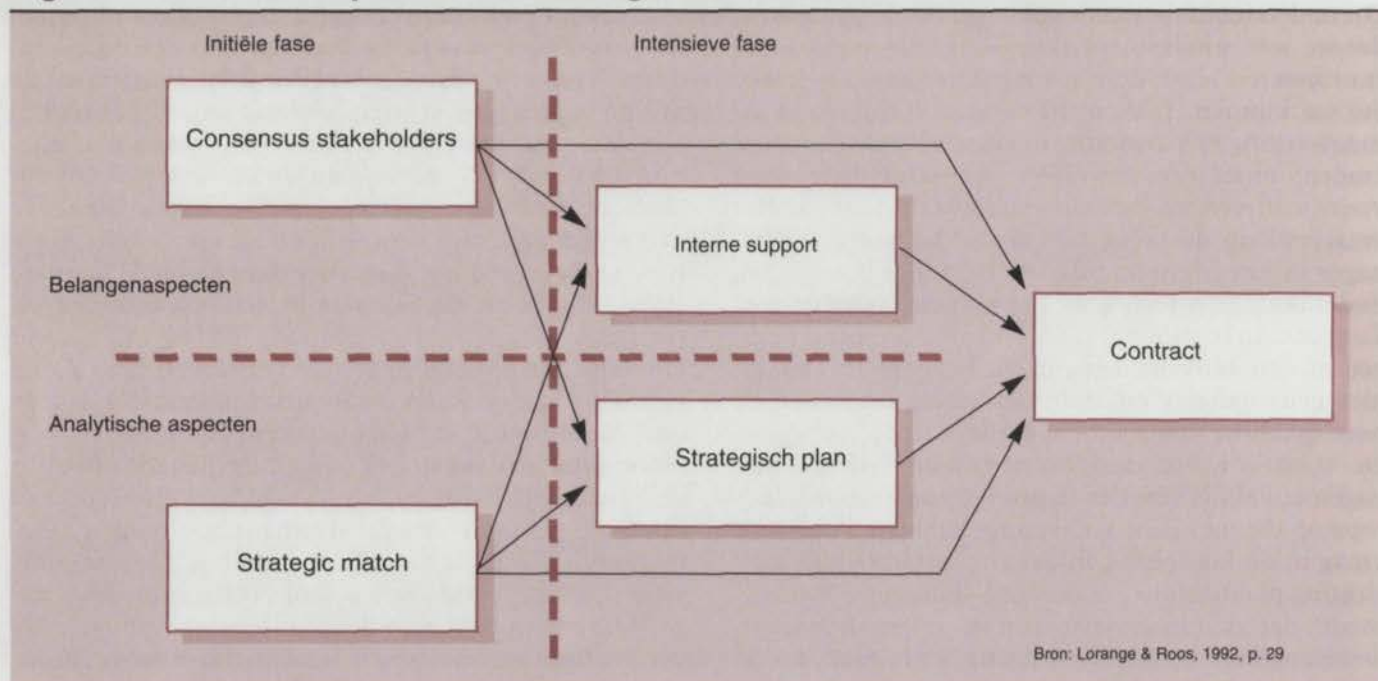 Initiële fase
Intensieve fase
Consensus stakeholders
Interne support
Belangenaspecten
Contract
Analytische aspecten
Strategisch plan
Strategic match
Bron: Lorange & Roos, 1992, p. 29